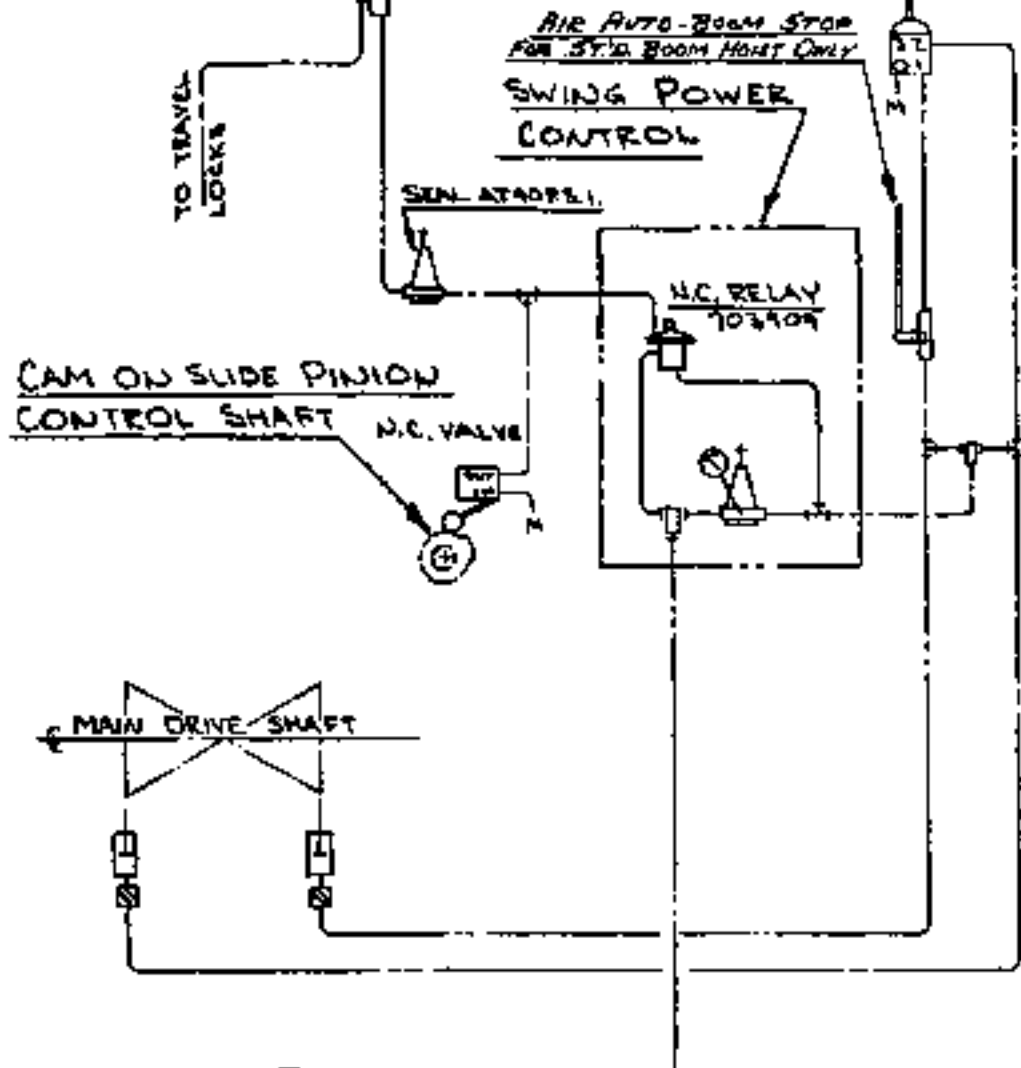 AIR AUTO-BOOM STOP
FOR ST'D. BOOM HOIST ONLY
SWING POWER
CONTROL
TO TRAVEL
LOCKS
N.C. RELAY
CAM ON SLIDE PINION
CONTROL SHAFT
N.C. VALVE
MAIN DRIVE SHAFT